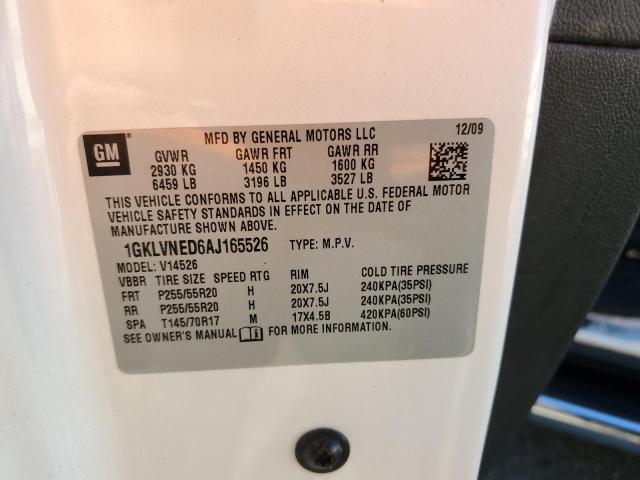 GM
MFD BY GENERAL MOTORS LLC 12/09
GVWR GAWR FRT GAWR RR
2930 KG 1450 KG 1600 KG
6459 LB 3196 LB 3527 LB
THIS VEHICLE CONFORMS TO ALL APPLICABLE U.S. FEDERAL MOTOR
VEHICLE SAFETY STANDARDS IN EFFECT ON THE DATE OF
MANUFACTURE SHOWN ABOVE.
1GKLVNED6AJ165526 TYPE: M.P.V.
MODEL: V14526
VBBR TIRE SIZE SPEED RTG RIM COLD TIRE PRESSURE
FRT P255/55R20 H 20X7.5J 240KPA(35PSI)
RR P255/55R20 H 20X7.5J 240KPA(35PSI)
SPA T145/70R17 M 17X4.5B 420KPA(60PSI)
SEE OWNER'S MANUAL FOR MORE INFORMATION.